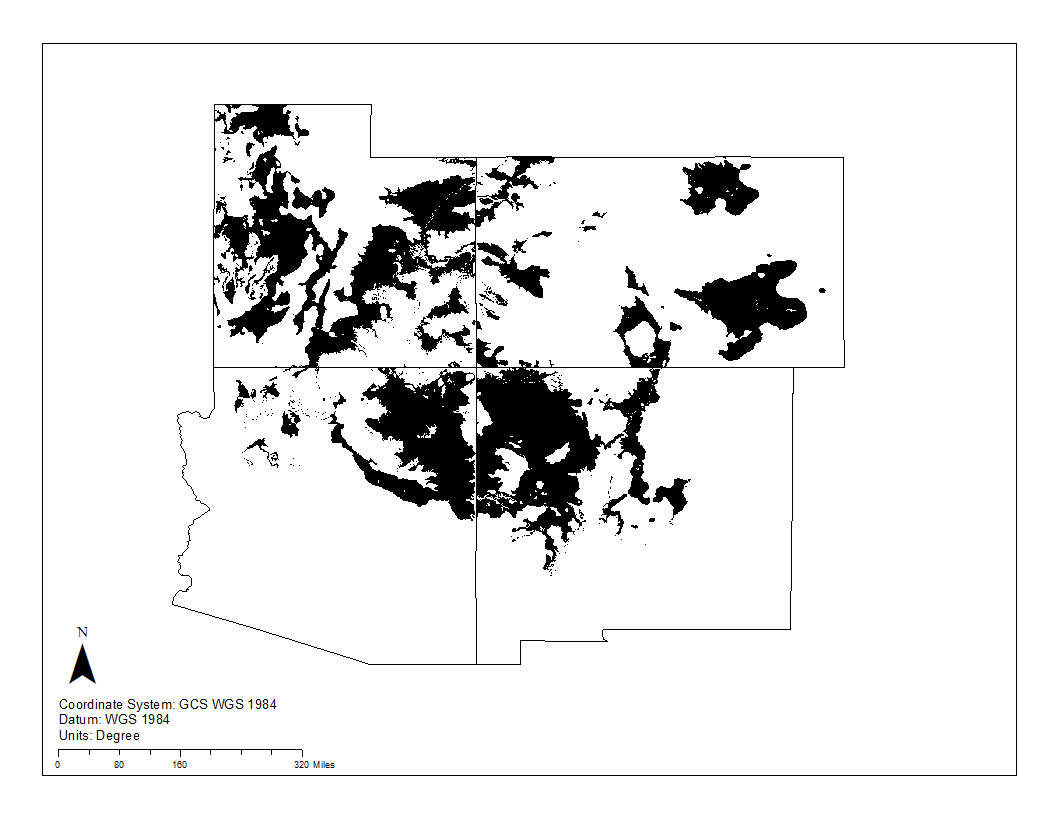 N
Coordinate System: GCS WGS 1984
Datum: WGS 1984
Units: Degree
0 80 160 320 Miles